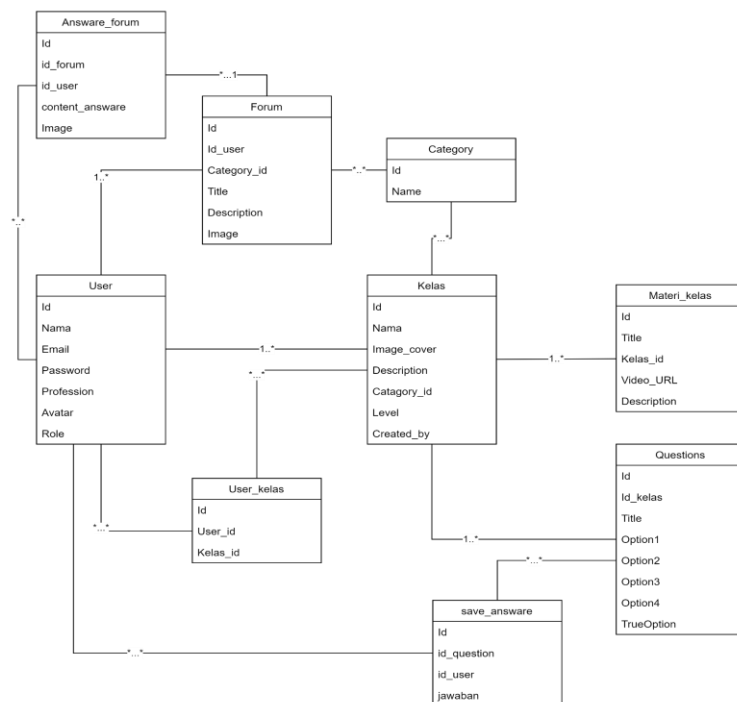 Answare_forum
Id
id_forum
id_user
content_answare
Image
*...1
Forum
Id
Id_user
Category_id
Title
Description
Image
*..*
Category
Id
Name
1..*
*..*
*...*
User
Id
Nama
Email
Password
Profession
Avatar
Role
1..*
*...*
Kelas
Id
Nama
Image_cover
Description
Catagory_id
Level
Created_by
1..*
Materi_kelas
Id
Title
Kelas_id
Video_URL
Description
User_kelas
Id
User_id
Kelas_id
*...*
1..*
Questions
Id
Id_kelas
Title
Option1
Option2
Option3
Option4
TrueOption
*...*
save_answare
Id
id_question
id_user
jawaban
*...*